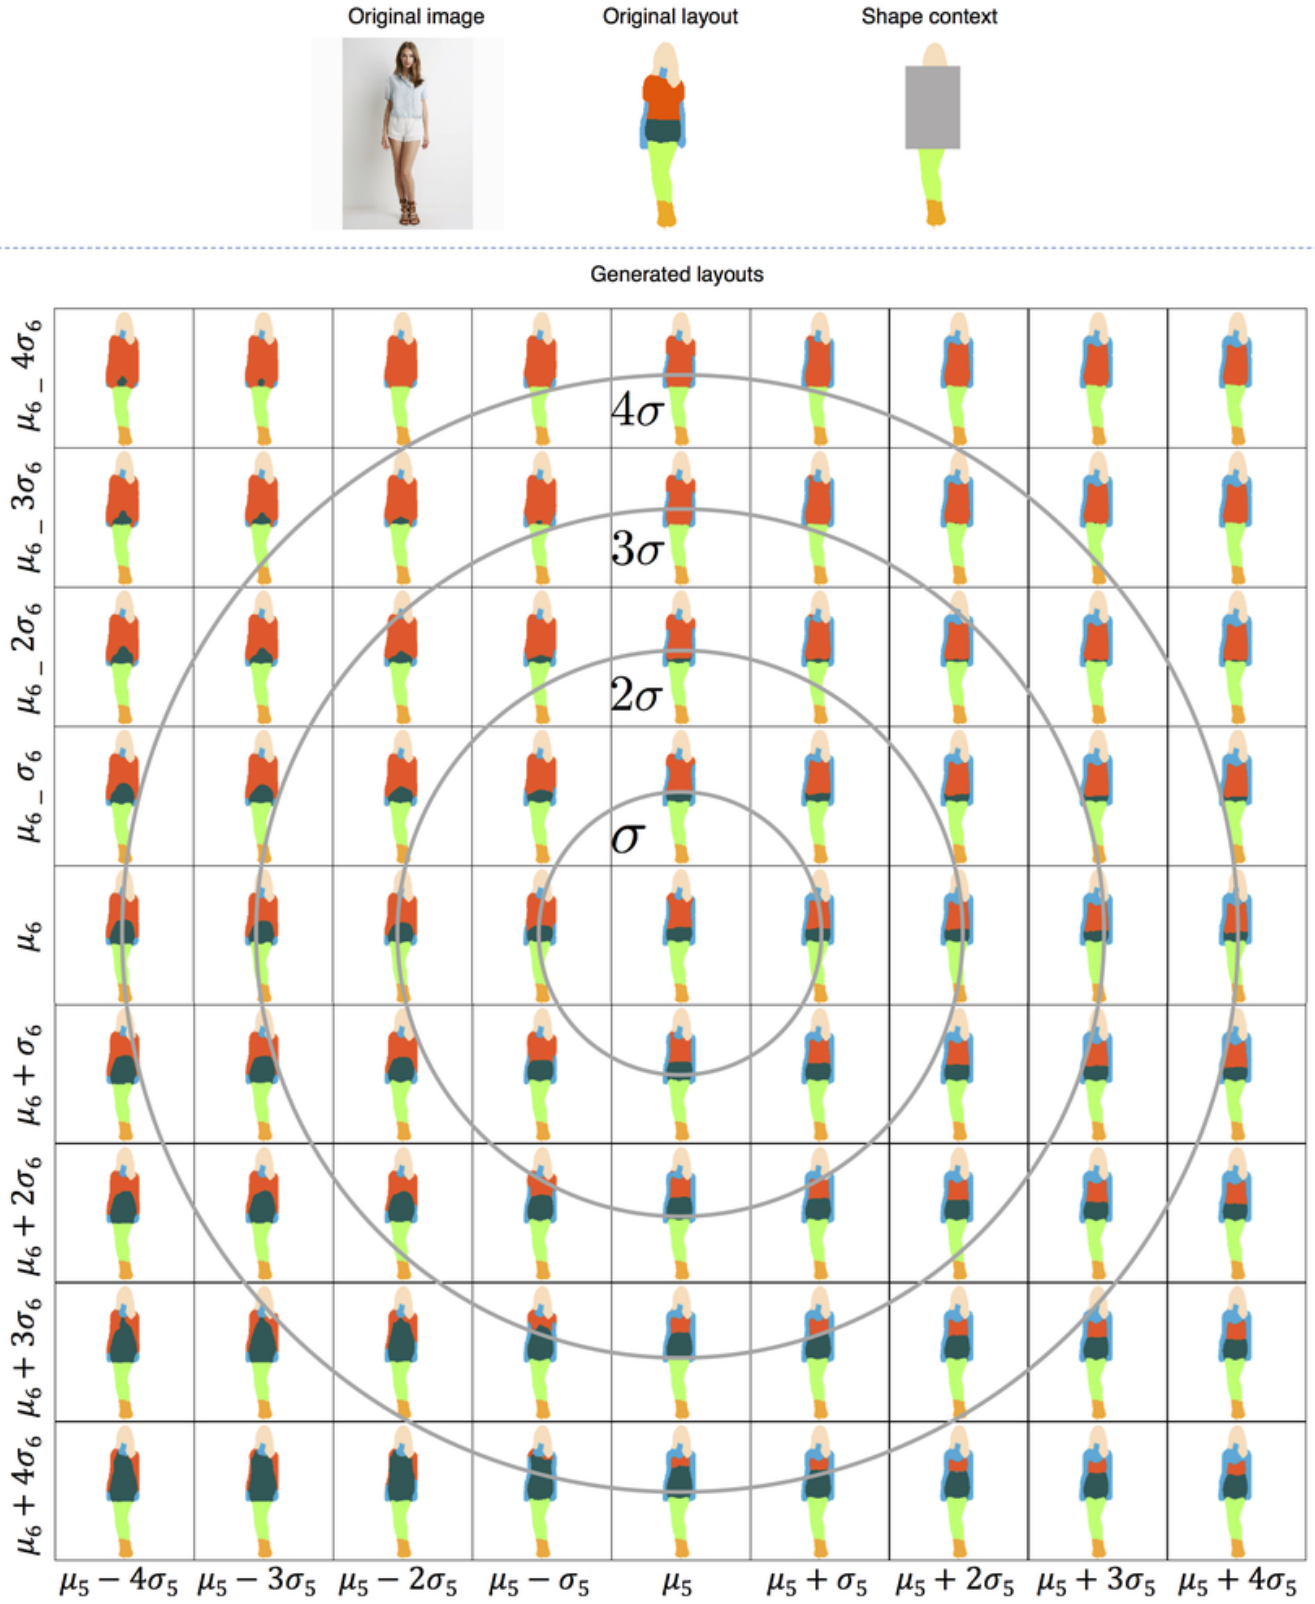 Original image Original layout Shape context
Generated layouts
μ₆ − 4σ₆
4σ
μ₆ − 3σ₆
3σ
μ₆ − 2σ₆
2σ
μ₆ − σ₆
σ
μ₆
μ₆ + σ₆
μ₆ + 2σ₆
μ₆ + 3σ₆
μ₆ + 4σ₆
μ₅ − 4σ₅ μ₅ − 3σ₅ μ₅ − 2σ₅ μ₅ − σ₅ μ₅ μ₅ + σ₅ μ₅ + 2σ₅ μ₅ + 3σ₅ μ₅ + 4σ₅